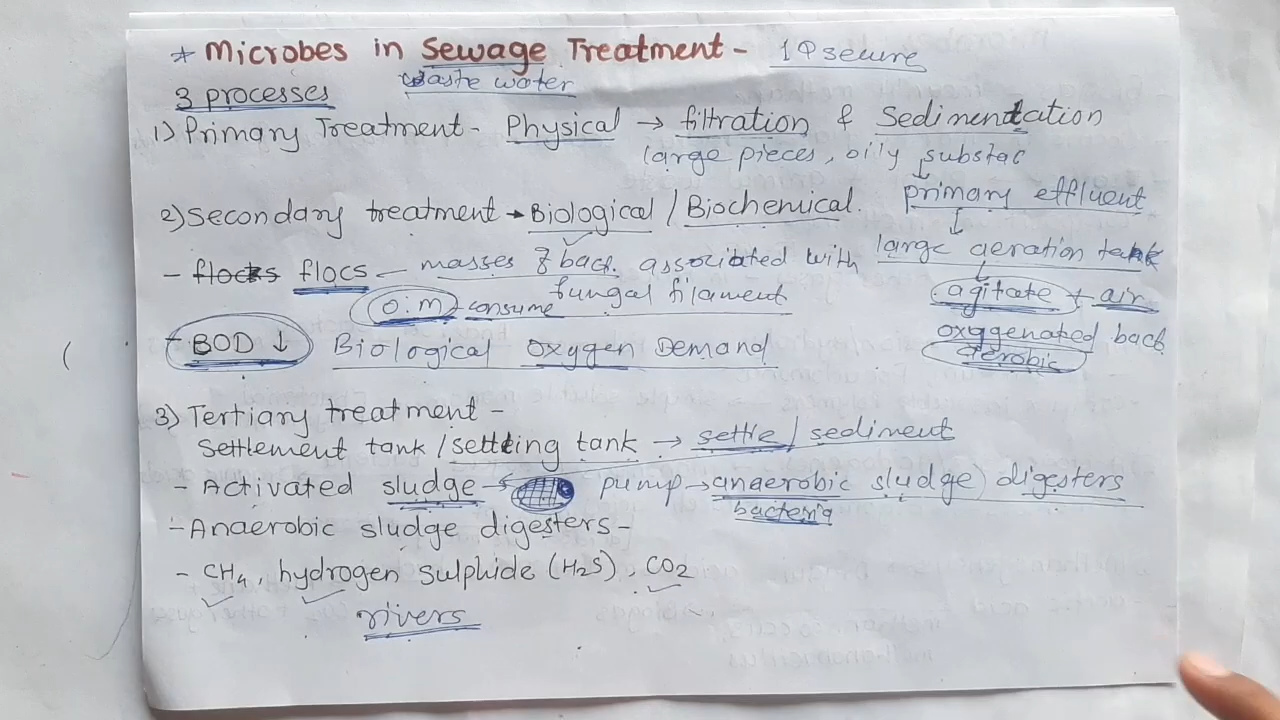 * Microbes in Sewage Treatment - 1Q secure
waste water
3 processes
1) Primary Treatment - Physical → filtration & Sedimentation
large pieces, oily substac
primary effluent
2) Secondary treatment → Biological / Biochemical.
large aeration tank
- flocks flocs - masses of bact. associated with
fungal filament
agitate + air
O.M consume
oxygenated bact
aerobic
- BOD ↓ Biological oxygen Demand
3) Tertiary treatment -
Settlement tank / settling tank → settle / sediment
- Activated sludge → pump → anaerobic sludge digesters
bacteria
- Anaerobic sludge digesters -
- CH4, hydrogen sulphide (H2S), CO2
rivers